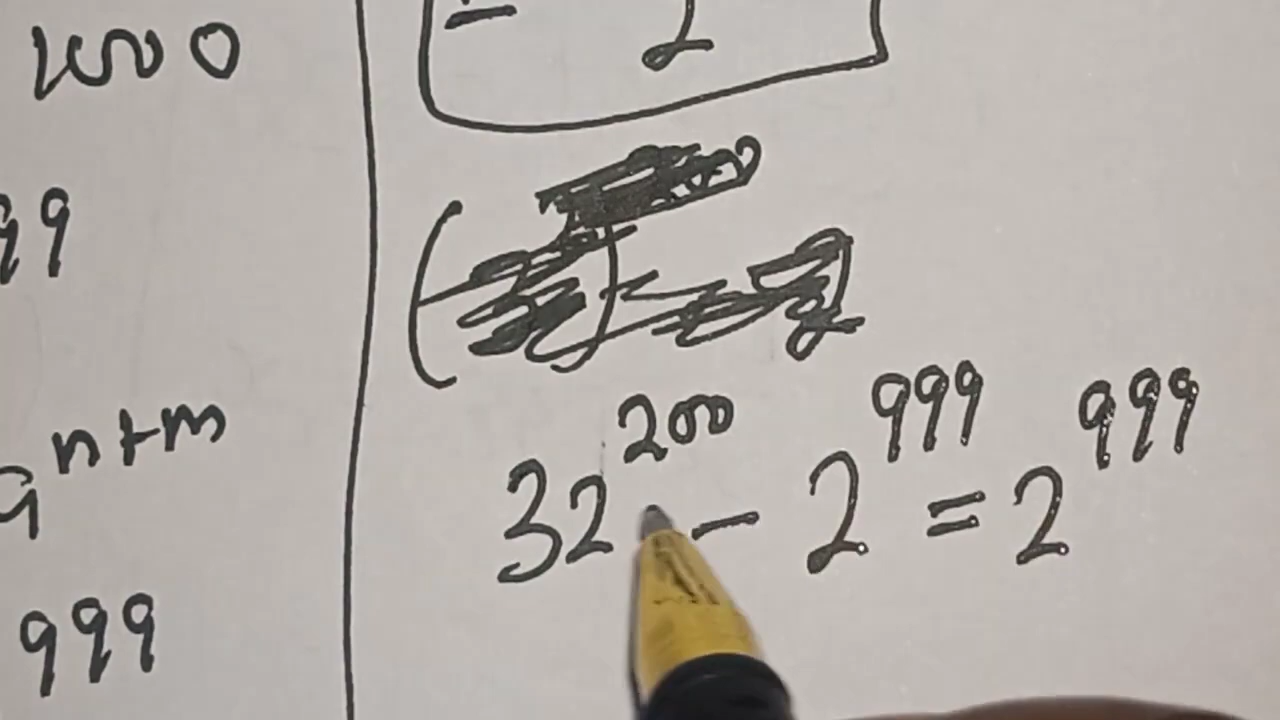 1000
99
a^{n+m}
999
= 2
32^{200} - 2^{999} = 2^{999}